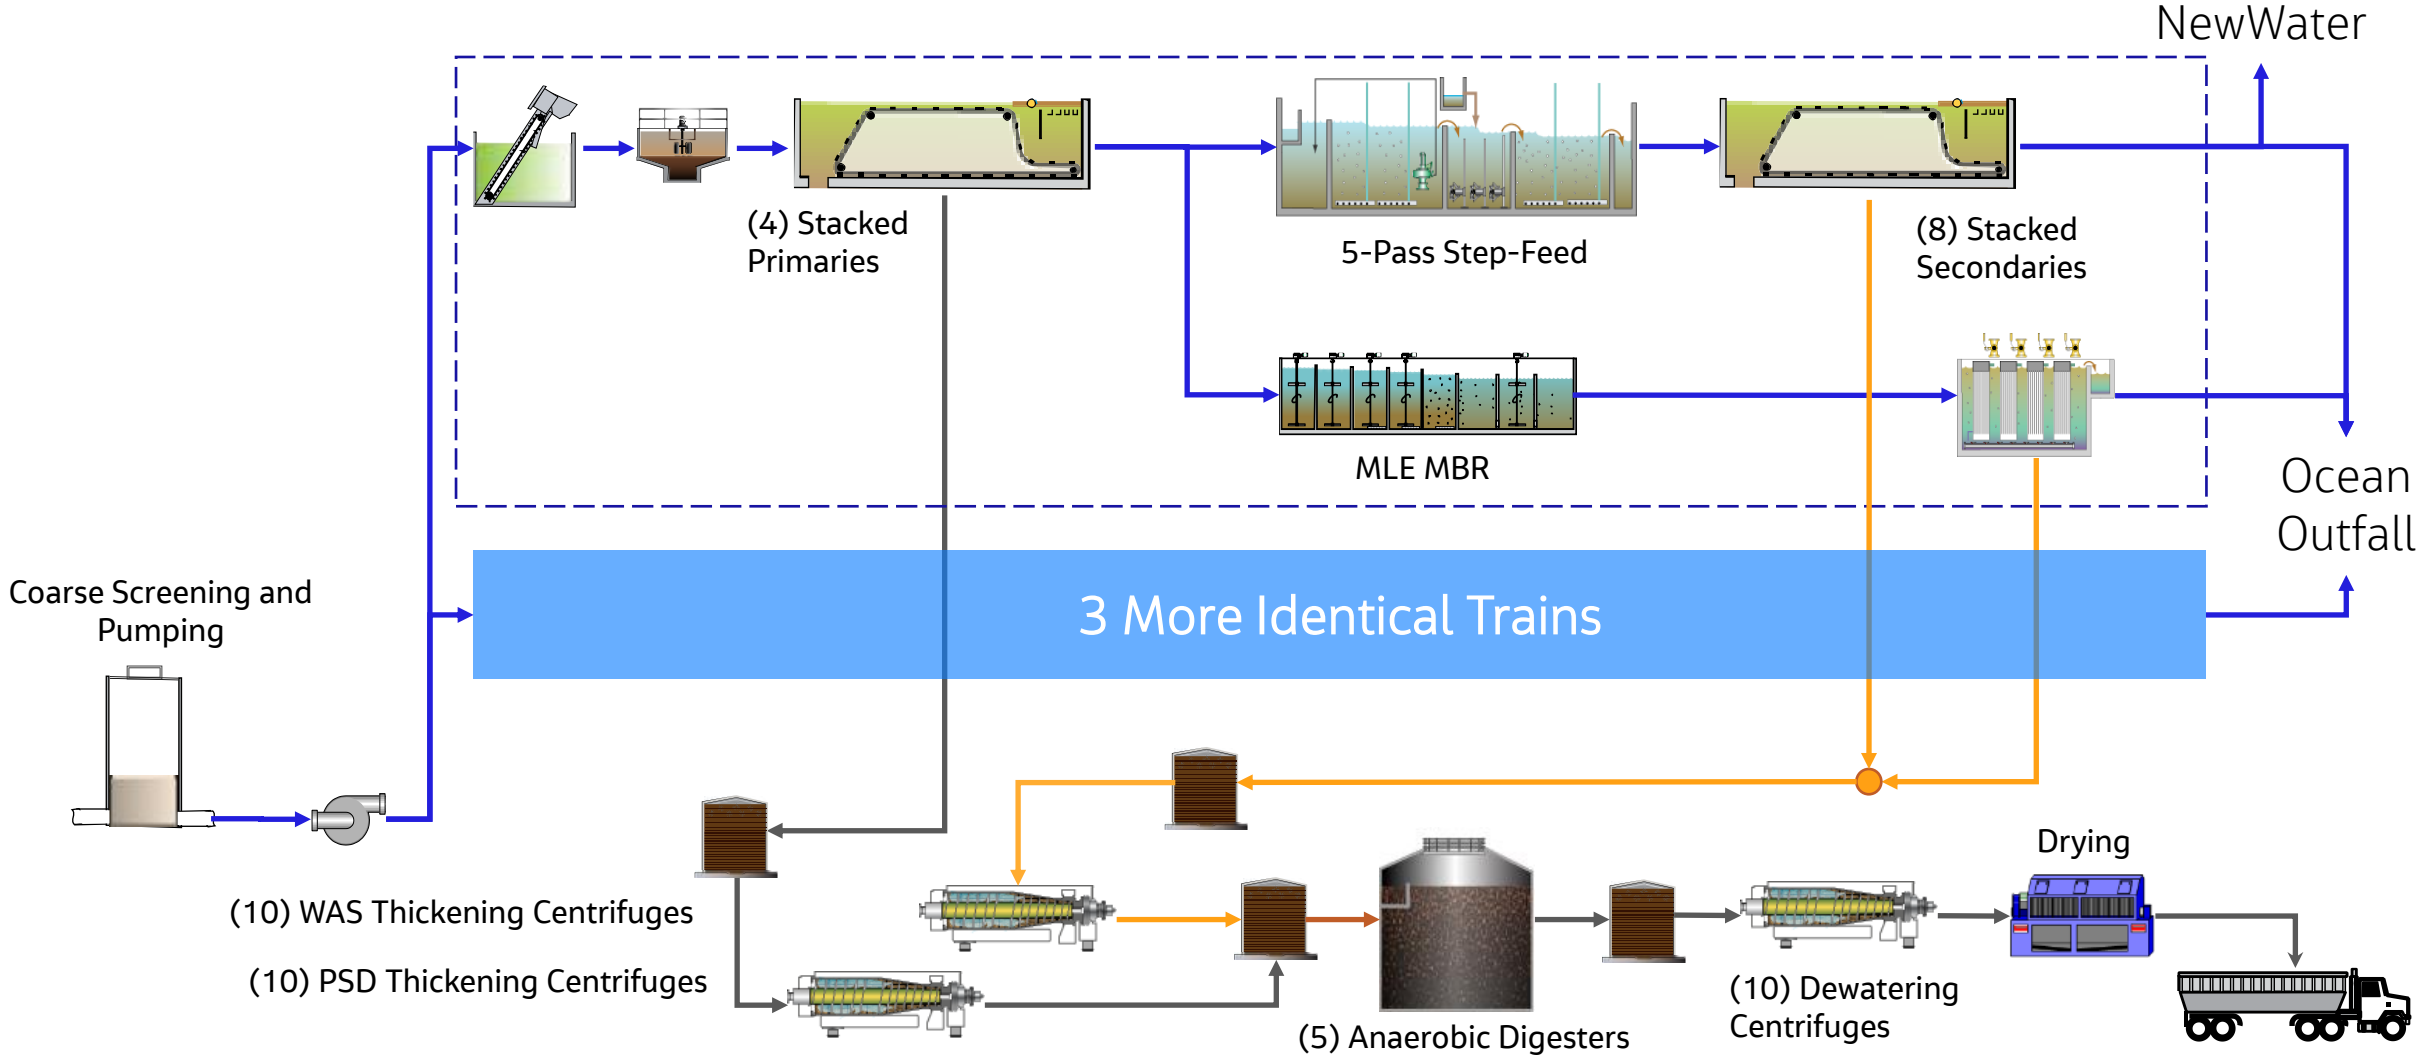 NewWater
(4) Stacked
Primaries
5-Pass Step-Feed
(8) Stacked
Secondaries
MLE MBR
Ocean
Outfall
Coarse Screening and
Pumping
3 More Identical Trains
Drying
(10) WAS Thickening Centrifuges
(10) PSD Thickening Centrifuges
(10) Dewatering
Centrifuges
(5) Anaerobic Digesters